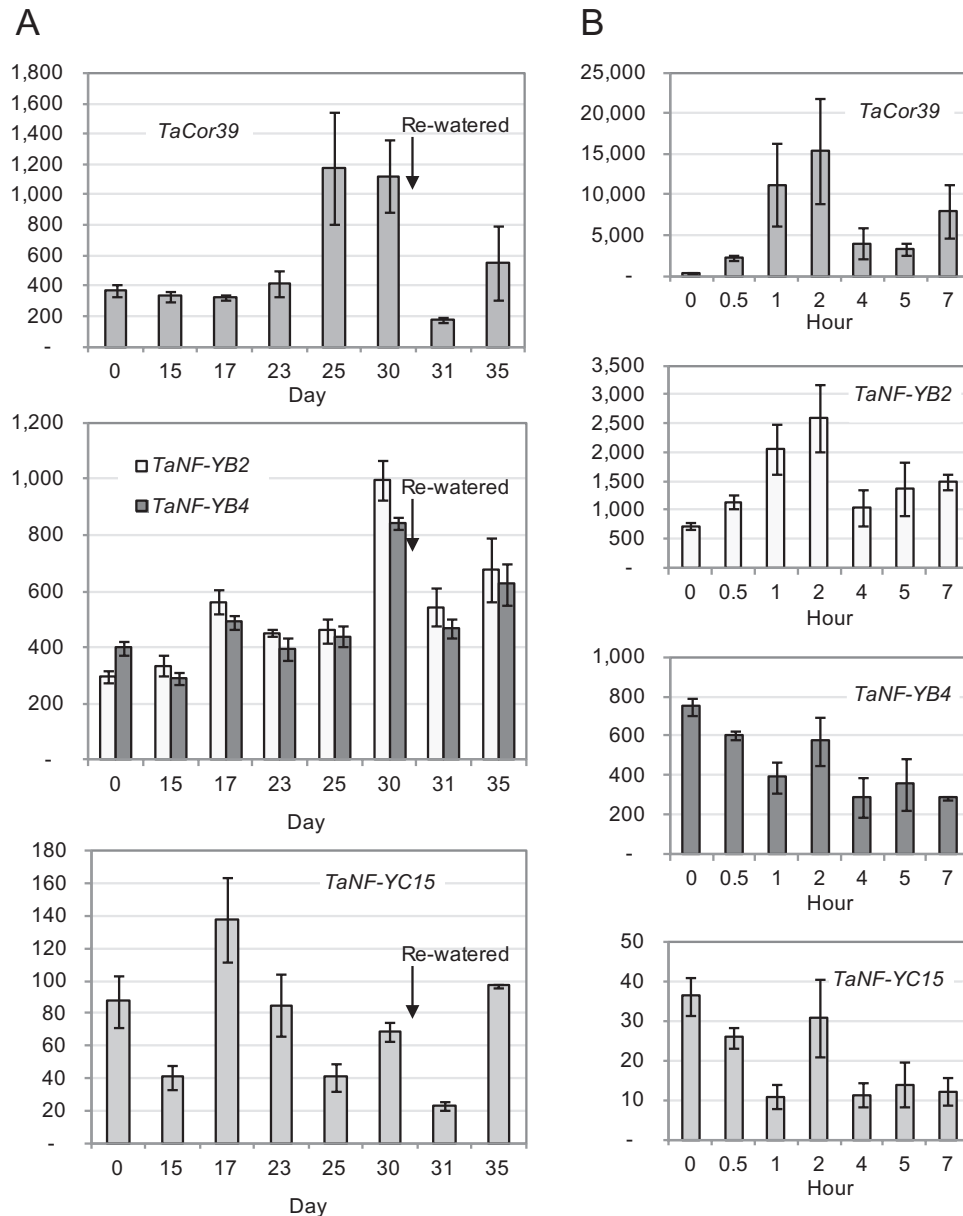 A
1,800
1,600
1,400
1,200
1,000
800
600
400
200
-
TaCor39
Re-watered
0 15 17 23 25 30 31 35
Day
1,200
1,000
800
600
400
200
-
TaNF-YB2
TaNF-YB4
Re-watered
0 15 17 23 25 30 31 35
Day
180
160
140
120
100
80
60
40
20
-
TaNF-YC15
Re-watered
0 15 17 23 25 30 31 35
Day
B
25,000
20,000
15,000
10,000
5,000
-
TaCor39
0 0.5 1 2 4 5 7
Hour
3,500
3,000
2,500
2,000
1,500
1,000
500
-
TaNF-YB2
0 0.5 1 2 4 5 7
Hour
1,000
800
600
400
200
-
TaNF-YB4
0 0.5 1 2 4 5 7
Hour
50
40
30
20
10
-
TaNF-YC15
0 0.5 1 2 4 5 7
Hour